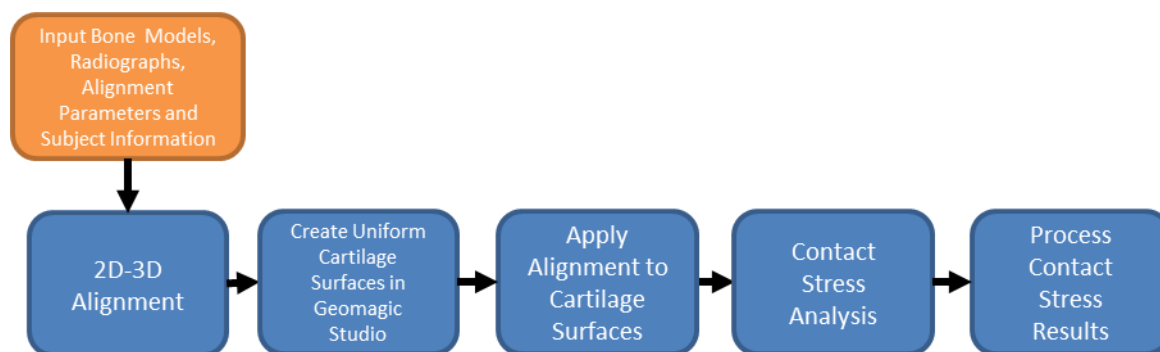 Input Bone Models,
Radiographs,
Alignment
Parameters and
Subject Information
2D-3D
Alignment
Create Uniform
Cartilage
Surfaces in
Geomagic
Studio
Apply
Alignment to
Cartilage
Surfaces
Contact
Stress
Analysis
Process
Contact
Stress
Results